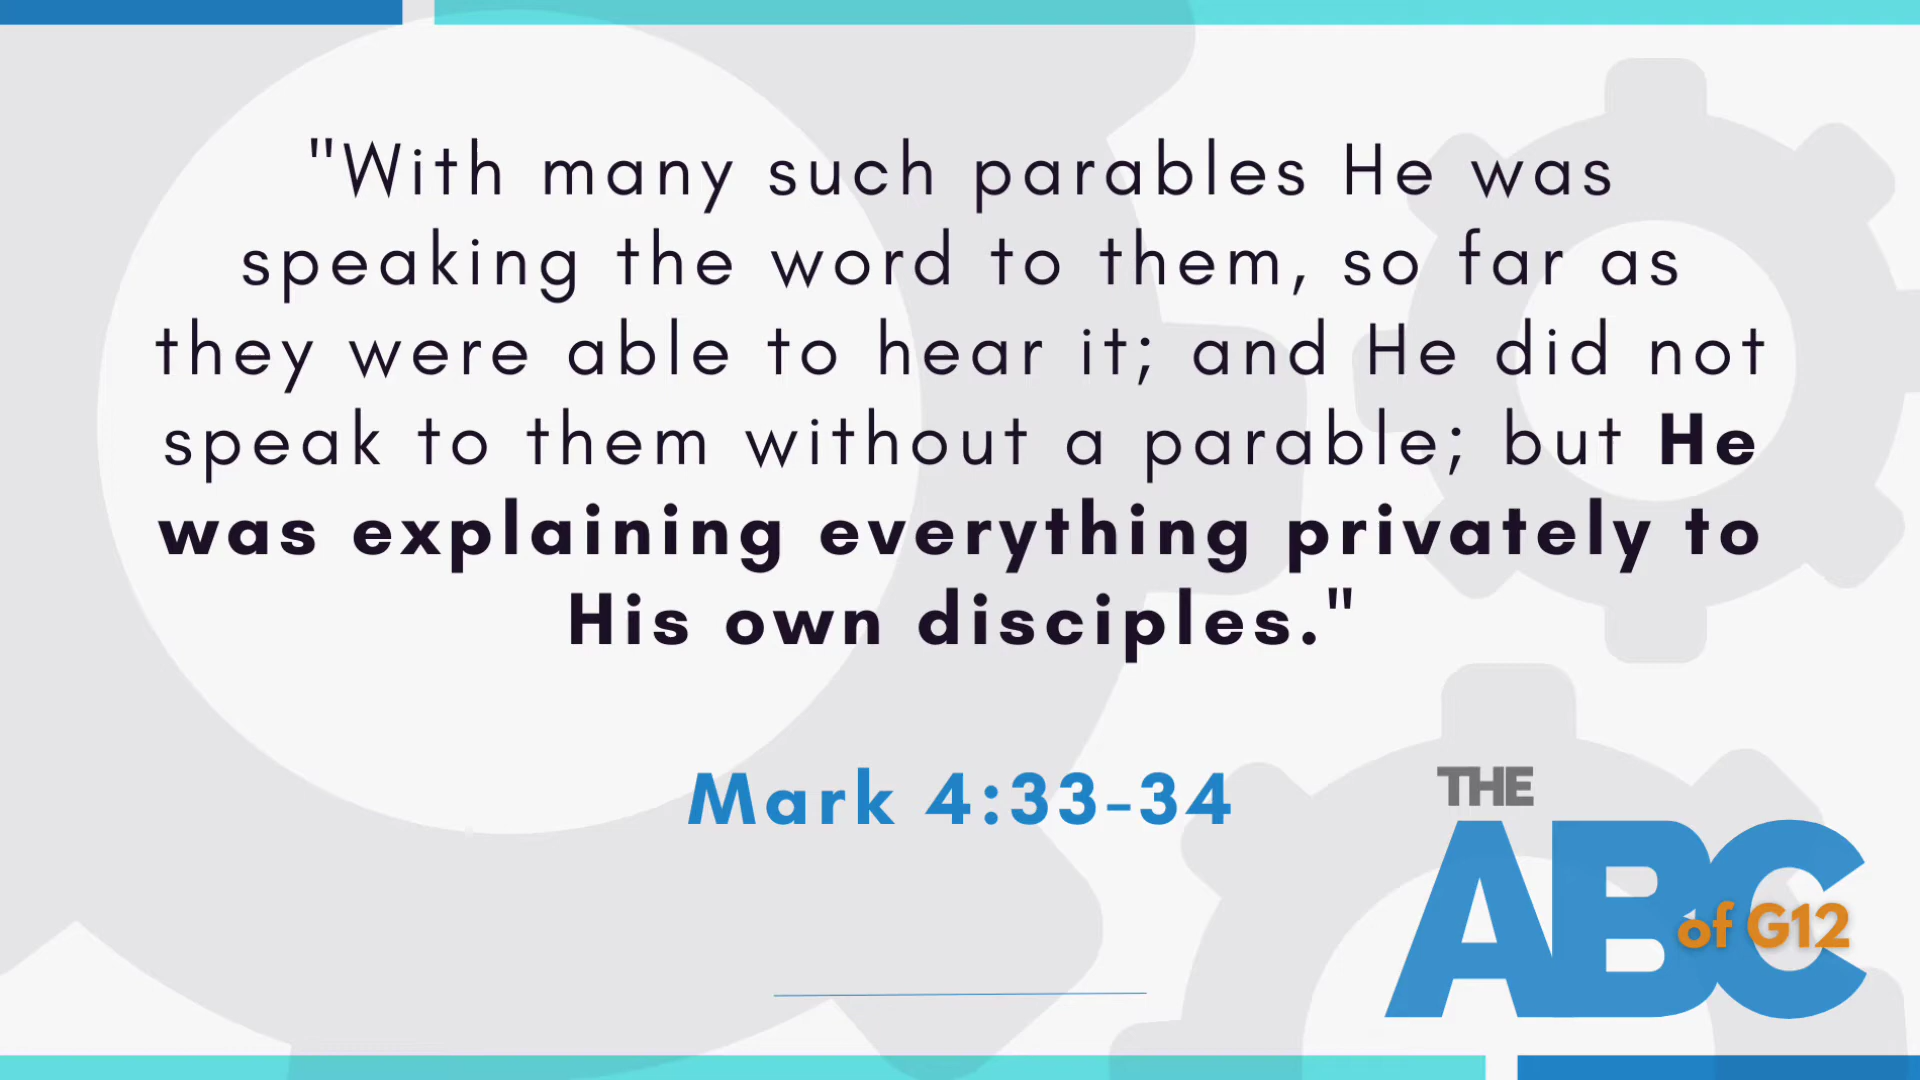 "With many such parables He was
speaking the word to them, so far as
they were able to hear it; and He did not
speak to them without a parable; but He
was explaining everything privately to
His own disciples."
Mark 4:33-34
THE
ABC
of G12